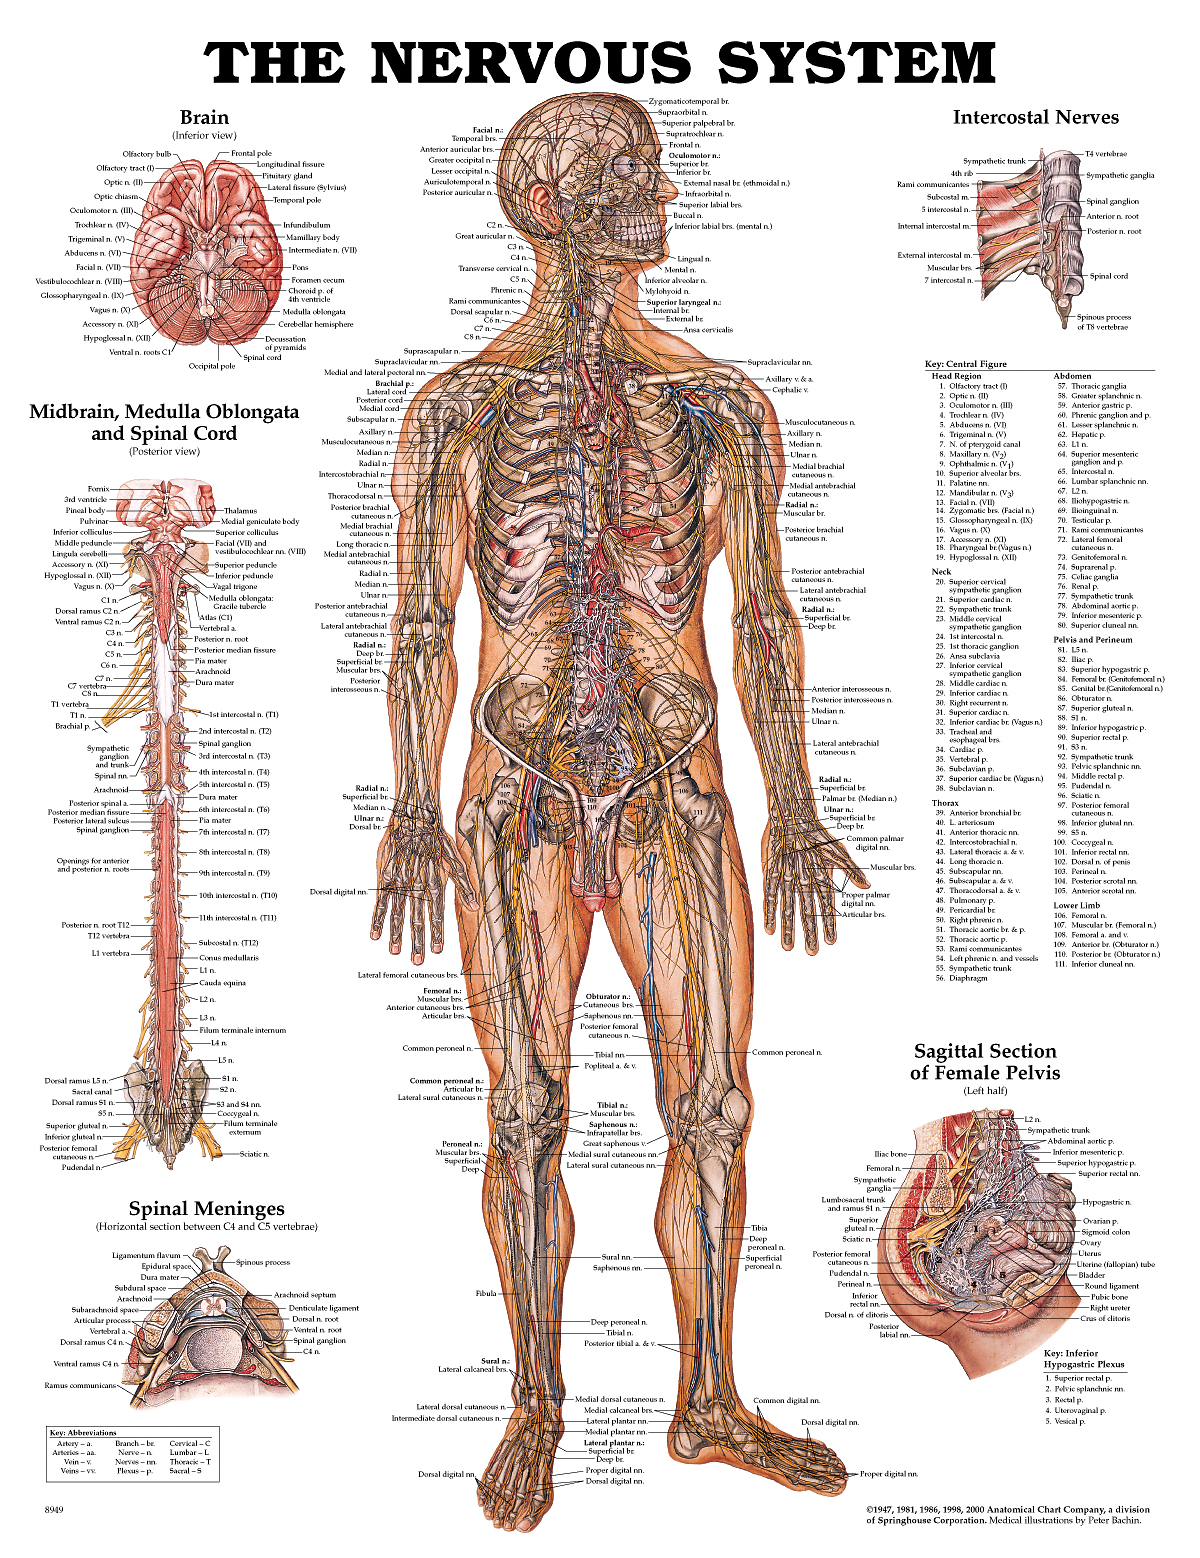 THE NERVOUS SYSTEM
Brain
(Inferior view)
Olfactory bulb
Olfactory tract (I)
Optic n. (II)
Optic chiasm
Oculomotor n. (III)
Trochlear n. (IV)
Trigeminal n. (V)
Abducens n. (VI)
Facial n. (VII)
Vestibulocochlear n. (VIII)
Glossopharyngeal n. (IX)
Vagus n. (X)
Accessory n. (XI)
Hypoglossal n. (XII)
Ventral n. roots C1
Occipital pole
Frontal pole
Longitudinal fissure
Pituitary gland
Lateral fissure (Sylvius)
Temporal pole
Infundibulum
Mamillary body
Intermediate n. (VII)
Pons
Foramen cecum
Choroid p. of
4th ventricle
Medulla oblongata
Cerebellar hemisphere
Decussation
of pyramids
Spinal cord
Midbrain, Medulla Oblongata
and Spinal Cord
(Posterior view)
Fornix
3rd ventricle
Pineal body
Pulvinar
Inferior colliculus
Middle peduncle
Lingula cerebelli
Accessory n. (XI)
Hypoglossal n. (XII)
Vagus n. (X)
C1 n.
Dorsal ramus C2 n.
Ventral ramus C2 n.
C3 n.
C4 n.
C5 n.
C6 n.
C7 n.
C7 vertebra
C8 n.
T1 vertebra
T1 n.
Brachial p.
Sympathetic
ganglion
and trunk
Spinal nn.
Arachnoid
Posterior spinal a.
Posterior median fissure
Posterior lateral sulcus
Spinal ganglion
Openings for anterior
and posterior n. roots
Posterior n. root T12
T12 vertebra
L1 vertebra
Dorsal ramus L5 n.
Sacral canal
Dorsal ramus S1 n.
S5 n.
Superior gluteal n.
Inferior gluteal n.
Posterior femoral
cutaneous n.
Pudendal n.
Thalamus
Medial geniculate body
Superior colliculus
Facial (VII) and
vestibulocochlear nn. (VIII)
Superior peduncle
Inferior peduncle
Vagal trigone
Medulla oblongata:
Gracile tubercle
Atlas (C1)
Vertebral a.
Posterior n. root
Posterior median fissure
Pia mater
Arachnoid
Dura mater
1st intercostal n. (T1)
2nd intercostal n. (T2)
Spinal ganglion
3rd intercostal n. (T3)
4th intercostal n. (T4)
5th intercostal n. (T5)
Dura mater
6th intercostal n. (T6)
Pia mater
7th intercostal n. (T7)
8th intercostal n. (T8)
9th intercostal n. (T9)
10th intercostal n. (T10)
11th intercostal n. (T11)
Subcostal n. (T12)
Conus medullaris
L1 n.
Cauda equina
L2 n.
L3 n.
Filum terminale internum
L4 n.
L5 n.
S1 n.
S2 n.
S3 and S4 nn.
Coccygeal n.
Filum terminale
externum
Sciatic n.
Spinal Meninges
(Horizontal section between C4 and C5 vertebrae)
Ligamentum flavum
Epidural space
Dura mater
Subdural space
Arachnoid
Subarachnoid space
Articular process
Vertebral a.
Dorsal ramus C4 n.
Ventral ramus C4 n.
Ramus communicans
Spinous process
Arachnoid septum
Denticulate ligament
Dorsal n. root
Ventral n. root
Spinal ganglion
C4 n.
Key: Abbreviations
Artery – a.
Arteries – aa.
Vein – v.
Veins – vv.
Branch – br.
Nerve – n.
Nerves – nn.
Plexus – p.
Cervical – C
Lumbar – L
Thoracic – T
Sacral – S
8949
Facial n.:
Temporal brs.
Anterior auricular brs.
Greater occipital n.
Lesser occipital n.
Auriculotemporal n.
Posterior auricular n.
C2 n.
Great auricular n.
C3 n.
C4 n.
Transverse cervical n.
C5 n.
Phrenic n.
Rami communicantes
Dorsal scapular n.
C6 n.
C7 n.
C8 n.
Suprascapular n.
Supraclavicular nn.
Medial and lateral pectoral nn.
Brachial p.:
Lateral cord
Posterior cord
Medial cord
Subscapular n.
Axillary n.
Musculocutaneous n.
Median n.
Radial n.
Intercostobrachial n.
Ulnar n.
Thoracodorsal n.
Posterior brachial
cutaneous n.
Medial brachial
cutaneous n.
Long thoracic n.
Medial antebrachial
cutaneous n.
Radial n.
Median n.
Ulnar n.
Posterior antebrachial
cutaneous n.
Lateral antebrachial
cutaneous n.
Radial n.:
Deep br.
Superficial br.
Muscular brs.
Posterior
interosseous n.
Radial n.:
Superficial br.
Median n.
Ulnar n.:
Dorsal br.
Dorsal digital nn.
Lateral femoral cutaneous brs.
Femoral n.:
Muscular brs.
Anterior cutaneous brs.
Articular brs.
Common peroneal n.
Common peroneal n.:
Articular br.
Lateral sural cutaneous n.
Peroneal n.:
Muscular brs.
Superficial
Deep
Fibula
Sural n.:
Lateral calcaneal brs.
Lateral dorsal cutaneous n.
Intermediate dorsal cutaneous n.
Dorsal digital nn.
Zygomaticotemporal br.
Supraorbital n.
Superior palpebral br.
Supratrochlear n.
Frontal n.
Oculomotor n.:
Superior br.
Inferior br.
External nasal br. (ethmoidal n.)
Infraorbital n.
Superior labial brs.
Buccal n.
Inferior labial brs. (mental n.)
Lingual n.
Mental n.
Inferior alveolar n.
Mylohyoid n.
Superior laryngeal n.:
Internal br.
External br.
Ansa cervicalis
Supraclavicular nn.
Axillary v. & a.
Cephalic v.
Musculocutaneous n.
Axillary n.
Median n.
Ulnar n.
Medial brachial
cutaneous n.
Medial antebrachial
cutaneous n.
Radial n.:
Muscular br.
Posterior brachial
cutaneous n.
Posterior antebrachial
cutaneous n.
Lateral antebrachial
cutaneous n.
Radial n.:
Superficial br.
Deep br.
Anterior interosseous n.
Posterior interosseous n.
Median n.
Ulnar n.
Lateral antebrachial
cutaneous n.
Radial n.:
Superficial br.
Palmar br. (Median n.)
Ulnar n.:
Superficial br.
Deep br.
Common palmar
digital nn.
Muscular brs.
Proper palmar
digital nn.
Articular brs.
Obturator n.:
Cutaneous brs.
Saphenous nn.
Posterior femoral
cutaneous n.
Tibial nn.
Popliteal a. & v.
Common peroneal n.
Tibial n.:
Muscular brs.
Saphenous n.:
Infrapatellar brs.
Great saphenous v.
Medial sural cutaneous nn.
Lateral sural cutaneous nn.
Tibia
Deep
peroneal n.
Superficial
peroneal n.
Sural nn.
Saphenous nn.
Deep peroneal n.
Tibial n.
Posterior tibial a. & v.
Medial dorsal cutaneous n.
Medial calcaneal brs.
Lateral plantar nn.
Medial plantar nn.
Lateral plantar n.:
Superficial br.
Deep br.
Proper digital nn.
Dorsal digital nn.
Common digital nn.
Dorsal digital nn.
Proper digital nn.
Intercostal Nerves
Sympathetic trunk
4th rib
Rami communicantes
Subcostal m.
5 intercostal n.
Internal intercostal m.
External intercostal m.
Muscular brs.
7 intercostal n.
T4 vertebrae
Sympathetic ganglia
Spinal ganglion
Anterior n. root
Posterior n. root
Spinal cord
Spinous process
of T8 vertebrae
Key: Central Figure
Head Region
1. Olfactory tract (I)
2. Optic n. (II)
3. Oculomotor n. (III)
4. Trochlear n. (IV)
5. Abducens n. (VI)
6. Trigeminal n. (V)
7. N. of pterygoid canal
8. Maxillary n. (V2)
9. Ophthalmic n. (V1)
10. Superior alveolar brs.
11. Palatine nn.
12. Mandibular n. (V3)
13. Facial n. (VII)
14. Zygomatic brs. (Facial n.)
15. Glossopharyngeal n. (IX)
16. Vagus n. (X)
17. Accessory n. (XI)
18. Pharyngeal br. (Vagus n.)
19. Hypoglossal n. (XII)
Neck
20. Superior cervical
sympathetic ganglion
21. Superior cardiac n.
22. Sympathetic trunk
23. Middle cervical
sympathetic ganglion
24. 1st intercostal n.
25. 1st thoracic ganglion
26. Ansa subclavia
27. Inferior cervical
sympathetic ganglion
28. Middle cardiac n.
29. Inferior cardiac n.
30. Right recurrent n.
31. Superior cardiac n.
32. Inferior cardiac br. (Vagus n.)
33. Tracheal and
esophageal brs.
34. Cardiac p.
35. Vertebral p.
36. Subclavian p.
37. Superior cardiac br. (Vagus n.)
38. Subclavian n.
Thorax
39. Anterior bronchial br.
40. L. arteriosum
41. Anterior thoracic nn.
42. Intercostobrachial n.
43. Lateral thoracic a. & v.
44. Long thoracic n.
45. Subscapular nn.
46. Subscapular a. & v.
47. Thoracodorsal a. & v.
48. Pulmonary p.
49. Pericardial br.
50. Right phrenic n.
51. Thoracic aortic br. & p.
52. Thoracic aortic p.
53. Rami communicantes
54. Left phrenic n. and vessels
55. Sympathetic trunk
56. Diaphragm
Abdomen
57. Thoracic ganglia
58. Greater splanchnic n.
59. Anterior gastric p.
60. Phrenic ganglion and p.
61. Lesser splanchnic n.
62. Hepatic p.
63. L1 n.
64. Superior mesenteric
ganglion and p.
65. Intercostal n.
66. Lumbar splanchnic nn.
67. L2 n.
68. Iliohypogastric n.
69. Ilioinguinal n.
70. Testicular p.
71. Rami communicantes
72. Lateral femoral
cutaneous n.
73. Genitofemoral n.
74. Suprarenal p.
75. Celiac ganglia
76. Renal p.
77. Sympathetic trunk
78. Abdominal aortic p.
79. Inferior mesenteric p.
80. Superior cluneal nn.
Pelvis and Perineum
81. L5 n.
82. Iliac p.
83. Superior hypogastric p.
84. Femoral br. (Genitofemoral n.)
85. Genital br. (Genitofemoral n.)
86. Obturator n.
87. Superior gluteal n.
88. S1 n.
89. Inferior hypogastric p.
90. Superior rectal p.
91. S3 n.
92. Sympathetic trunk
93. Pelvic splanchnic nn.
94. Middle rectal p.
95. Pudendal n.
96. Sciatic n.
97. Posterior femoral
cutaneous n.
98. Inferior gluteal nn.
99. S5 n.
100. Coccygeal n.
101. Inferior rectal nn.
102. Dorsal n. of penis
103. Perineal n.
104. Posterior scrotal nn.
105. Anterior scrotal nn.
Lower Limb
106. Femoral n.
107. Muscular br. (Femoral n.)
108. Femoral a. and v.
109. Anterior br. (Obturator n.)
110. Posterior br. (Obturator n.)
111. Inferior cluneal nn.
Sagittal Section
of Female Pelvis
(Left half)
Iliac bone
Femoral n.
Sympathetic
ganglia
Lumbosacral trunk
and ramus S1 n.
Superior
gluteal n.
Sciatic n.
Posterior femoral
cutaneous n.
Pudendal n.
Perineal n.
Inferior
rectal nn.
Dorsal n. of clitoris
Posterior
labial nn.
L2 n.
Sympathetic trunk
Abdominal aortic p.
Inferior mesenteric p.
Superior hypogastric p.
Superior rectal nn.
Hypogastric n.
Ovarian p.
Sigmoid colon
Ovary
Uterus
Uterine (fallopian) tube
Bladder
Round ligament
Pubic bone
Right ureter
Crus of clitoris
Key: Inferior
Hypogastric Plexus
1. Superior rectal p.
2. Pelvic splanchnic nn.
3. Rectal p.
4. Uterovaginal p.
5. Vesical p.
©1947, 1981, 1986, 1998, 2000 Anatomical Chart Company, a division
of Springhouse Corporation. Medical illustrations by Peter Bachin.